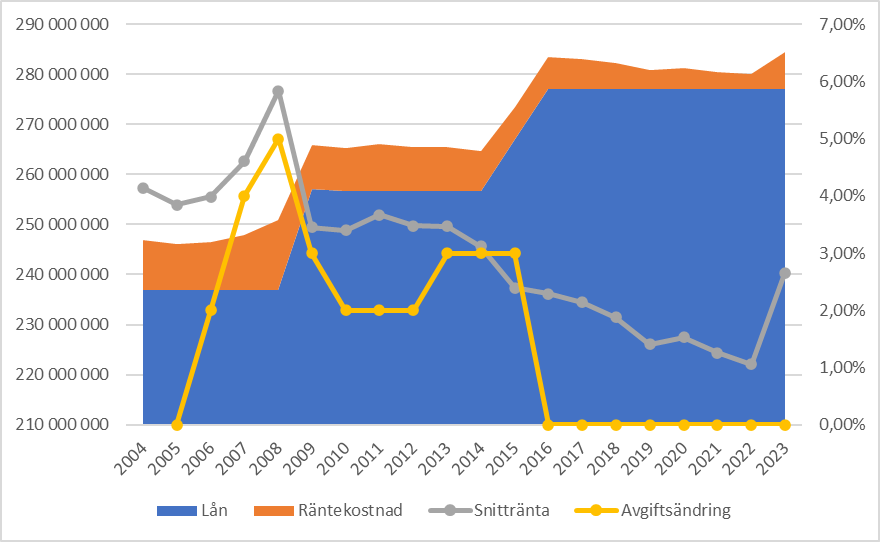 290 000 000 7,00%
280 000 000 6,00%
270 000 000 5,00%
260 000 000 4,00%
250 000 000
240 000 000 3,00%
230 000 000 2,00%
220 000 000 1,00%
210 000 000 0,00%
2004 2005 2006 2007 2008 2009 2010 2011 2012 2013 2014 2015 2016 2017 2018 2019 2020 2021 2022 2023
Lån Räntekostnad Snittränta Avgiftsändring